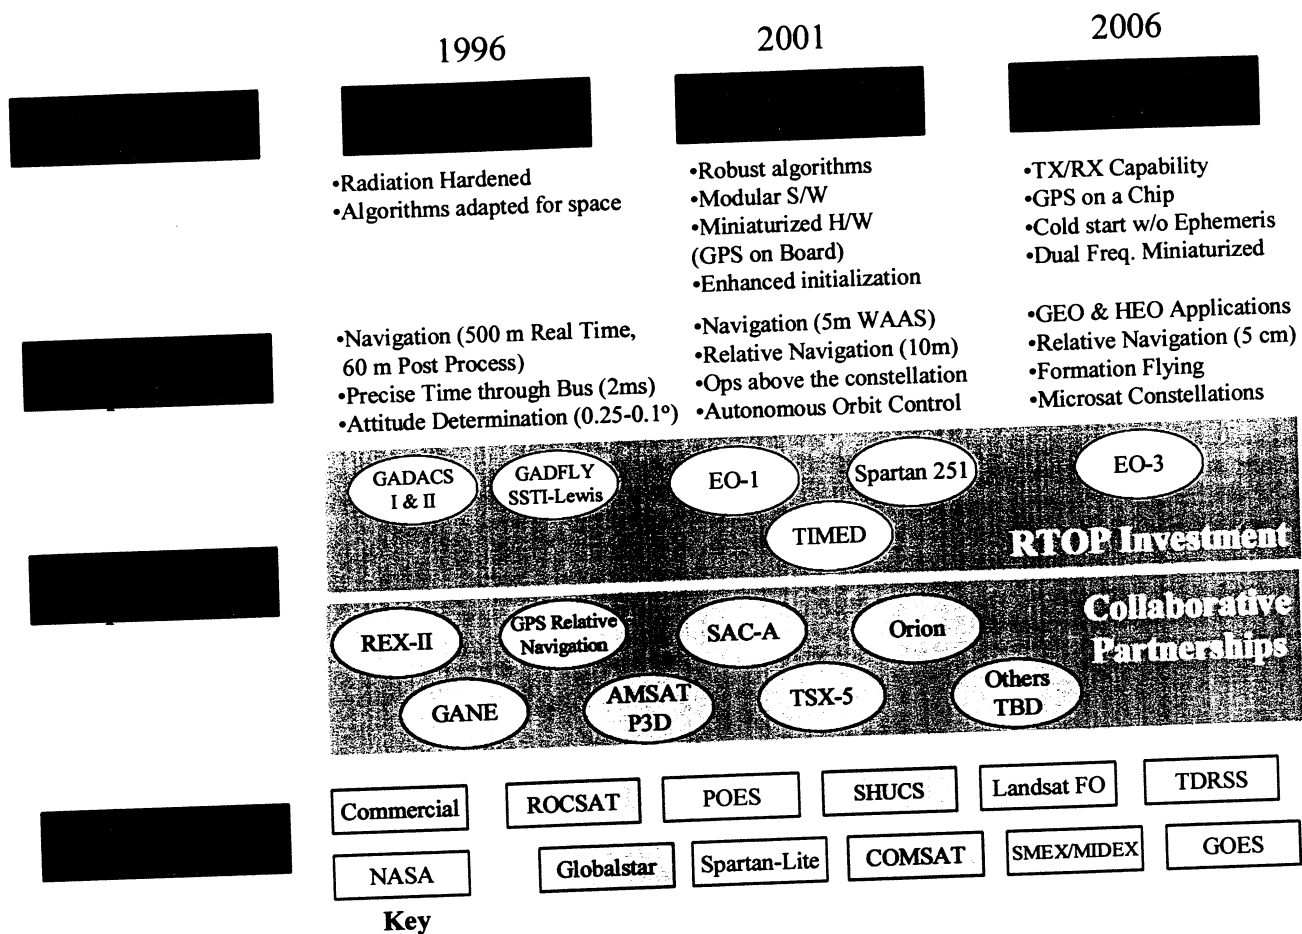 1996
2001
2006
•Radiation Hardened
•Algorithms adapted for space
•Robust algorithms
•Modular S/W
•Miniaturized H/W
(GPS on Board)
•Enhanced initialization
•TX/RX Capability
•GPS on a Chip
•Cold start w/o Ephemeris
•Dual Freq. Miniaturized
•Navigation (500 m Real Time,
60 m Post Process)
•Precise Time through Bus (2ms)
•Attitude Determination (0.25-0.1°)
•Navigation (5m WAAS)
•Relative Navigation (10m)
•Ops above the constellation
•Autonomous Orbit Control
•GEO & HEO Applications
•Relative Navigation (5 cm)
•Formation Flying
•Microsat Constellations
GADACS
I & II
GADFLY
SSTI-Lewis
EO-1
Spartan 251
EO-3
TIMED
RTOP Investment
REX-II
GPS Relative
Navigation
SAC-A
Orion
Collaborative
Partnerships
GANE
AMSAT
P3D
TSX-5
Others
TBD
Commercial
ROCSAT
POES
SHUCS
Landsat FO
TDRSS
NASA
Globalstar
Spartan-Lite
COMSAT
SMEX/MIDEX
GOES
Key